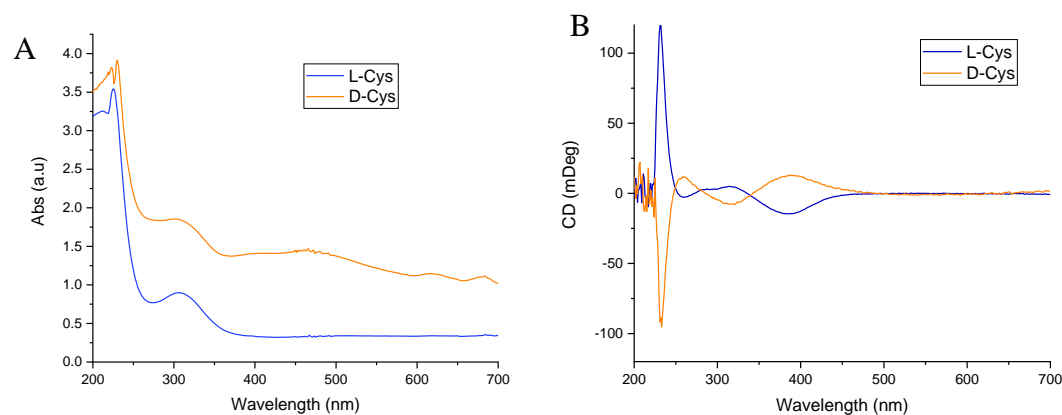 A
Abs (a.u)
4.0
3.5
3.0
2.5
2.0
1.5
1.0
0.5
0.0
L-Cys
D-Cys
200 300 400 500 600 700
Wavelength (nm)
B
CD (mDeg)
100
50
0
-50
-100
L-Cys
D-Cys
200 300 400 500 600 700
Wavelength (nm)